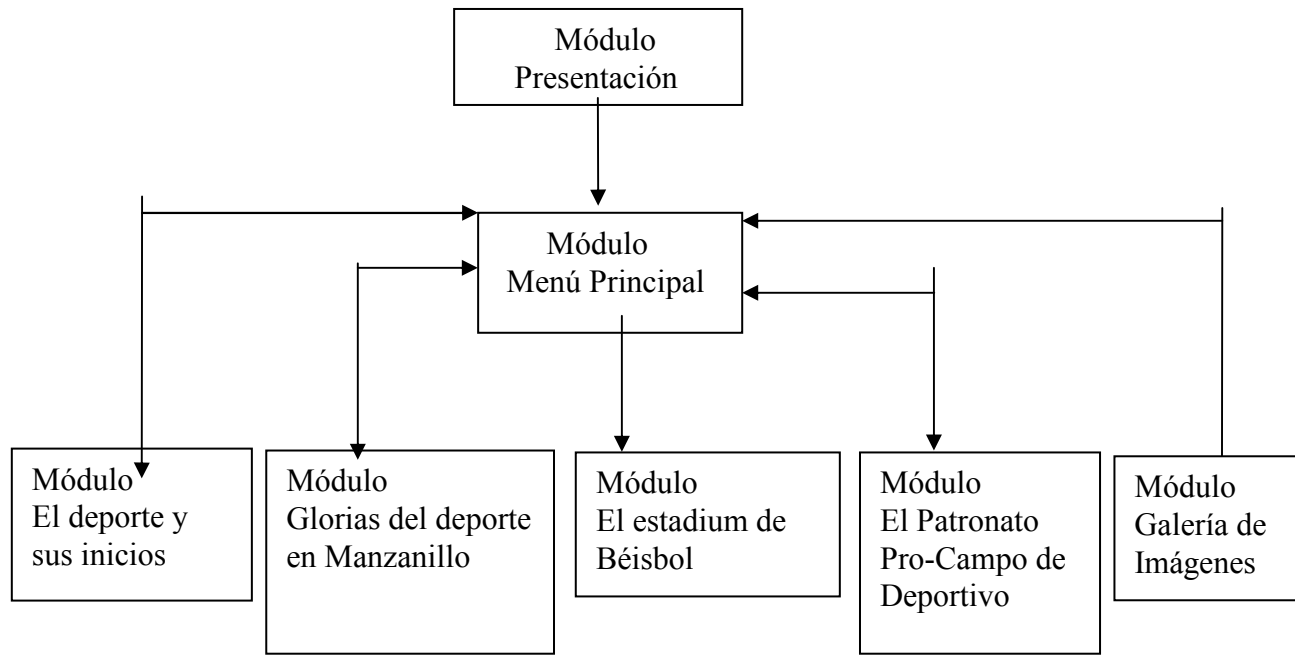 Módulo
Presentación
Módulo
Menú Principal
Módulo
El deporte y
sus inicios
Módulo
Glorias del deporte
en Manzanillo
Módulo
El estadium de
Béisbol
Módulo
El Patronato
Pro-Campo de
Deportivo
Módulo
Galería de
Imágenes